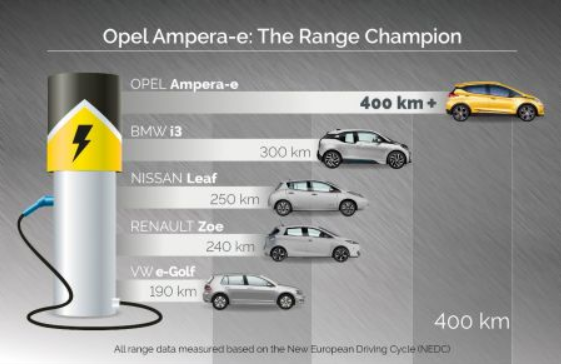 Opel Ampera-e: The Range Champion
OPEL Ampera-e
400 km +
BMW i3
300 km
NISSAN Leaf
250 km
RENAULT Zoe
240 km
VW e-Golf
190 km
400 km
All range data measured based on the New European Driving Cycle (NEDC)